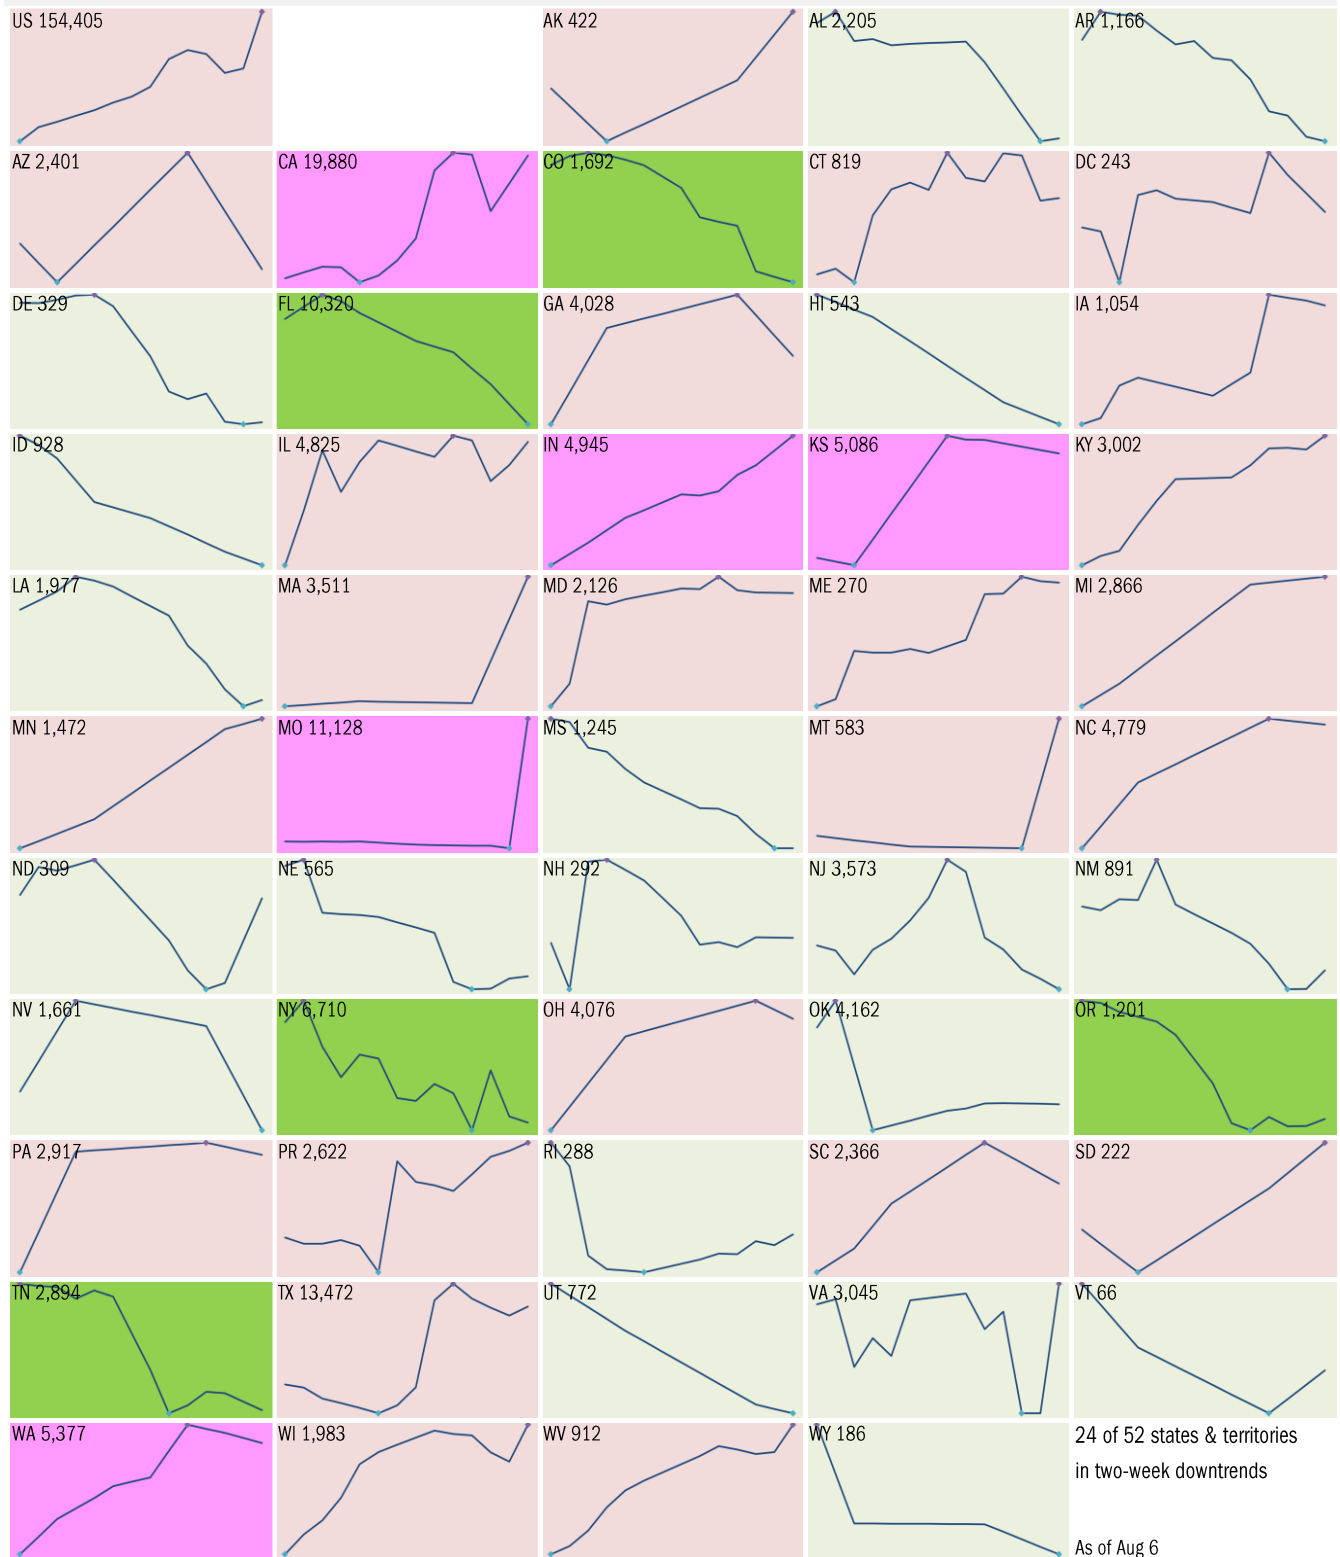 US 154,405
AK 422
AL 2,205
AR 1,166
AZ 2,401
CA 19,880
CO 1,692
CT 819
DC 243
DE 329
FL 10,320
GA 4,028
HI 543
IA 1,054
ID 928
IL 4,825
IN 4,945
KS 5,086
KY 3,002
LA 1,977
MA 3,511
MD 2,126
ME 270
MI 2,866
MN 1,472
MO 11,128
MS 1,245
MT 583
NC 4,779
ND 309
NE 565
NH 292
NJ 3,573
NM 891
NV 1,661
NY 6,710
OH 4,076
OK 4,162
OR 1,201
PA 2,917
PR 2,622
RI 288
SC 2,366
SD 222
TN 2,894
TX 13,472
UT 772
VA 3,045
VT 66
WA 5,377
WI 1,983
WV 912
WY 186
24 of 52 states & territories
in two-week downtrends
As of Aug 6